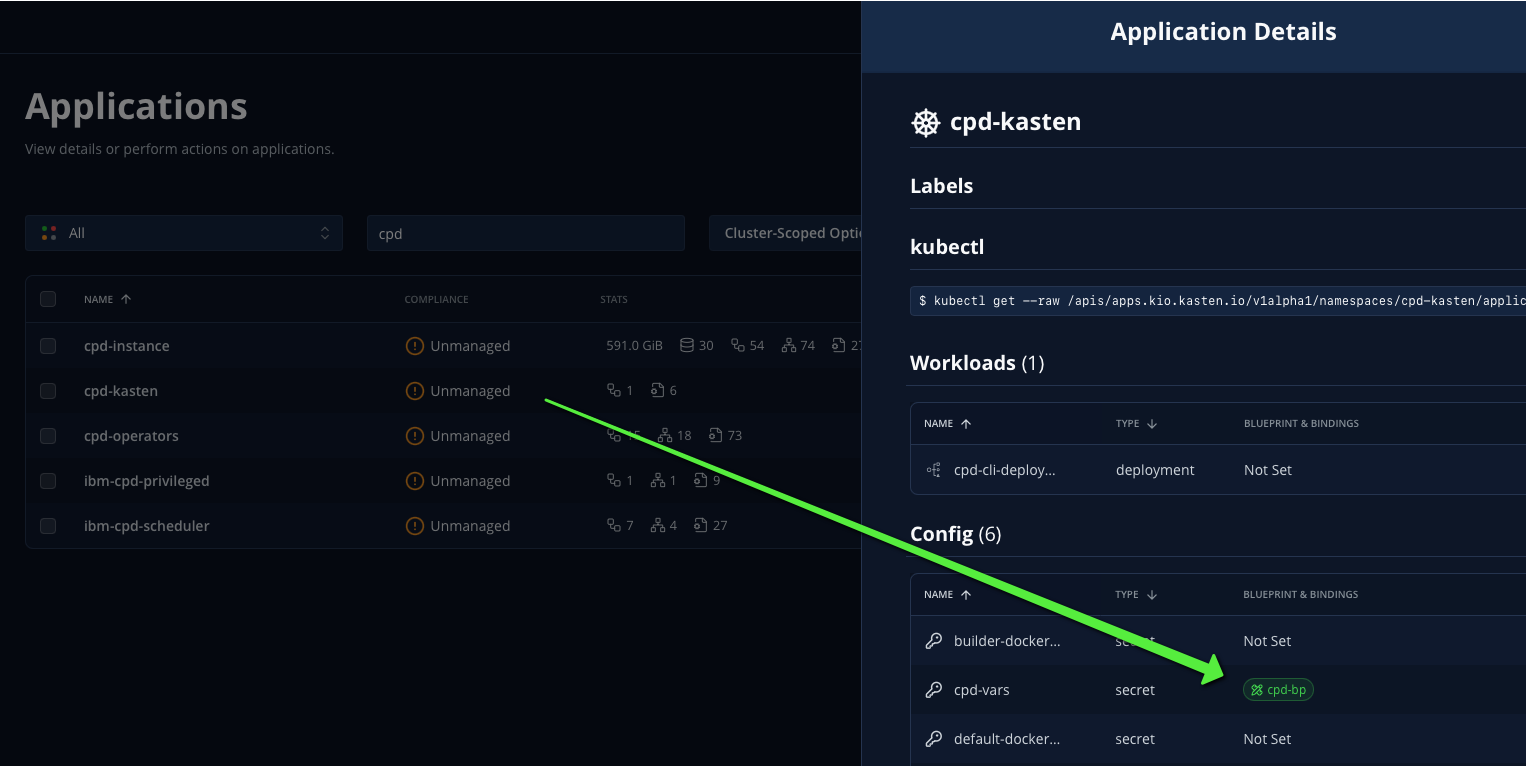 Applications
View details or perform actions on applications.
All
cpd
Cluster-Scoped
NAME COMPLIANCE STATS
cpd-instance Unmanaged 591.0 GiB 30 54 74
cpd-kasten Unmanaged 1 6
cpd-operators Unmanaged 18 73
ibm-cpd-privileged Unmanaged 1 1 9
ibm-cpd-scheduler Unmanaged 7 4 27
Application Details
cpd-kasten
Labels
kubectl
$ kubectl get --raw /apis/apps.kio.kasten.io/v1alpha1/namespaces/cpd-kasten/applic
Workloads (1)
NAME TYPE BLUEPRINT & BINDINGS
cpd-cli-deploy... deployment Not Set
Config (6)
NAME TYPE BLUEPRINT & BINDINGS
builder-docker... secret Not Set
cpd-vars secret cpd-bp
default-docker... secret Not Set